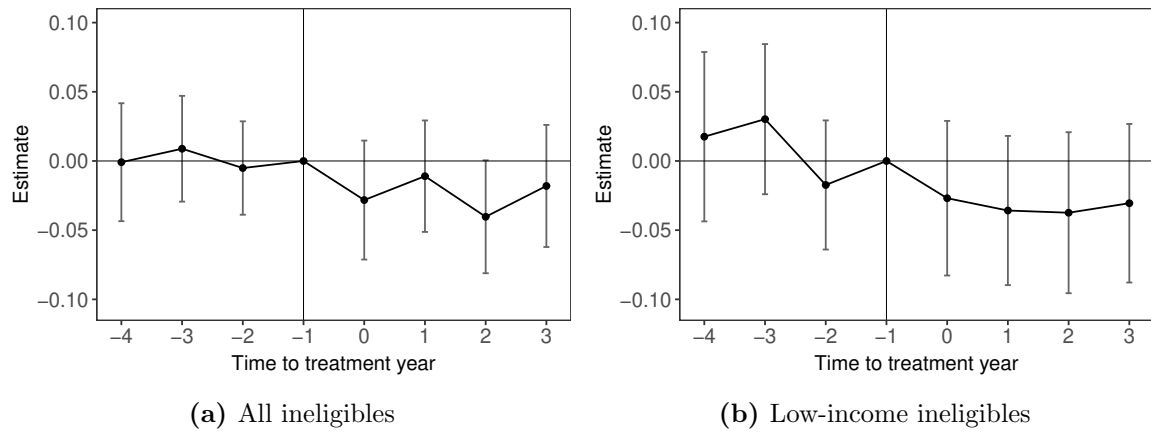 0.10
0.05
0.00
−0.05
−0.10
Estimate
−4 −3 −2 −1 0 1 2 3
Time to treatment year
(a) All ineligibles
0.10
0.05
0.00
−0.05
−0.10
Estimate
−4 −3 −2 −1 0 1 2 3
Time to treatment year
(b) Low-income ineligibles